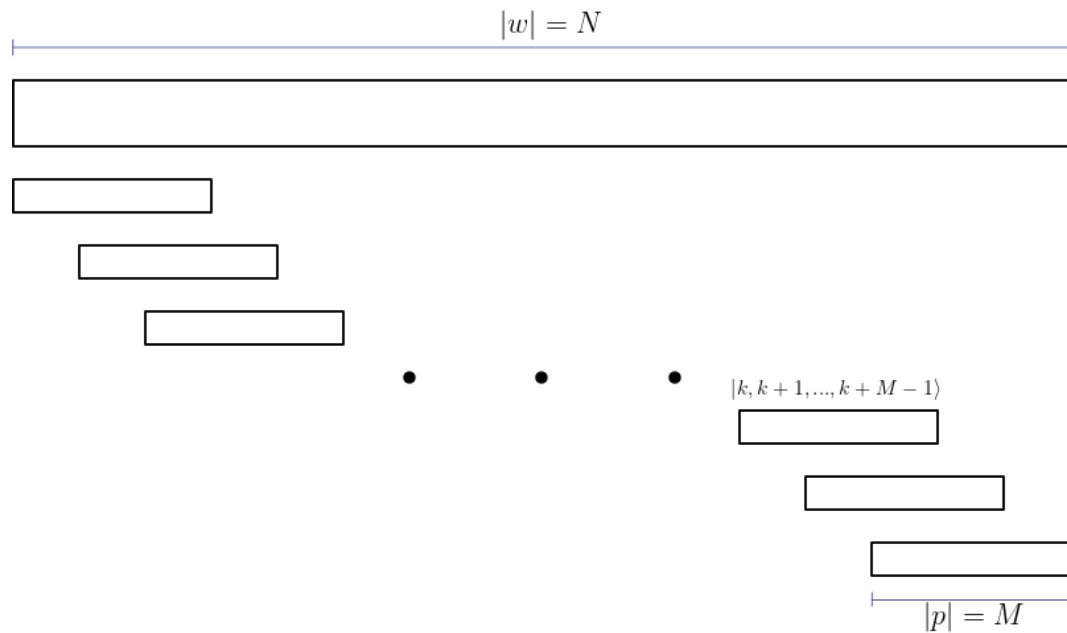 |w| = N
|k, k + 1, ..., k + M − 1⟩
|p| = M